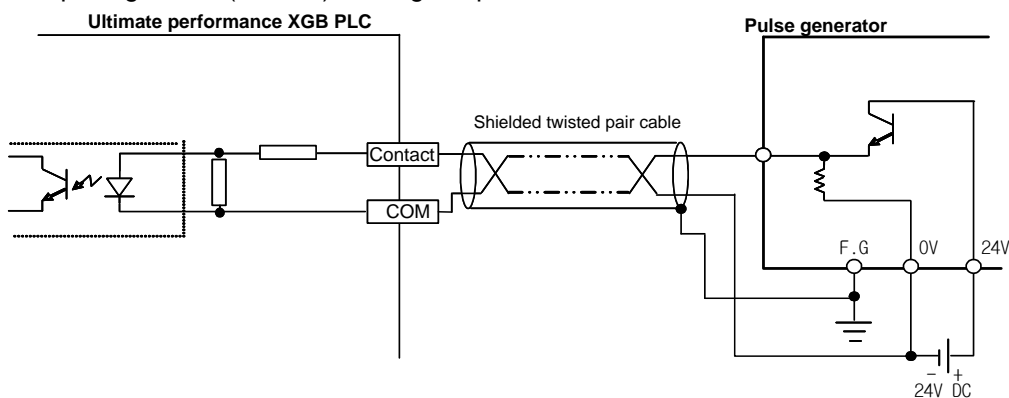 Ultimate performance XGB PLC
Pulse generator
Shielded twisted pair cable
Contact
COM
F.G
0V
24V
- +
24V DC